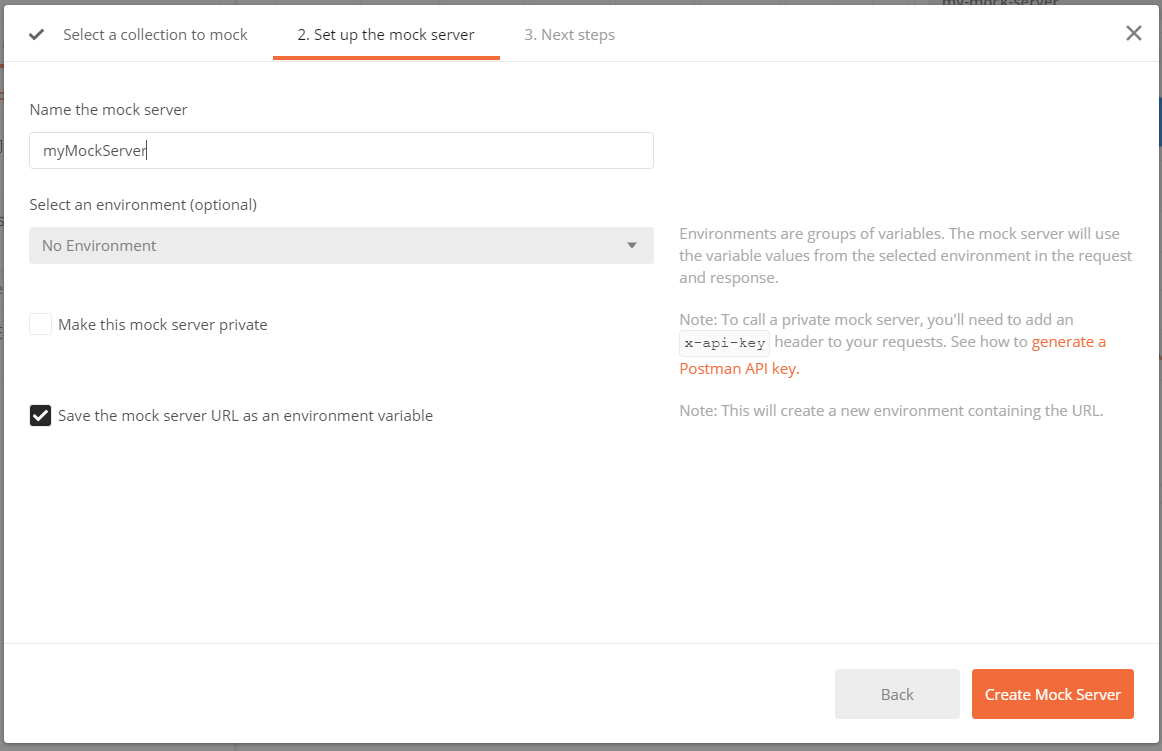 my-mock-server
Select a collection to mock
2. Set up the mock server
3. Next steps
Name the mock server
myMockServer
Select an environment (optional)
No Environment
Environments are groups of variables. The mock server will use
the variable values from the selected environment in the request
and response.
Make this mock server private
Note: To call a private mock server, you'll need to add an
x-api-key header to your requests. See how to generate a
Postman API key.
Save the mock server URL as an environment variable
Note: This will create a new environment containing the URL.
Back
Create Mock Server